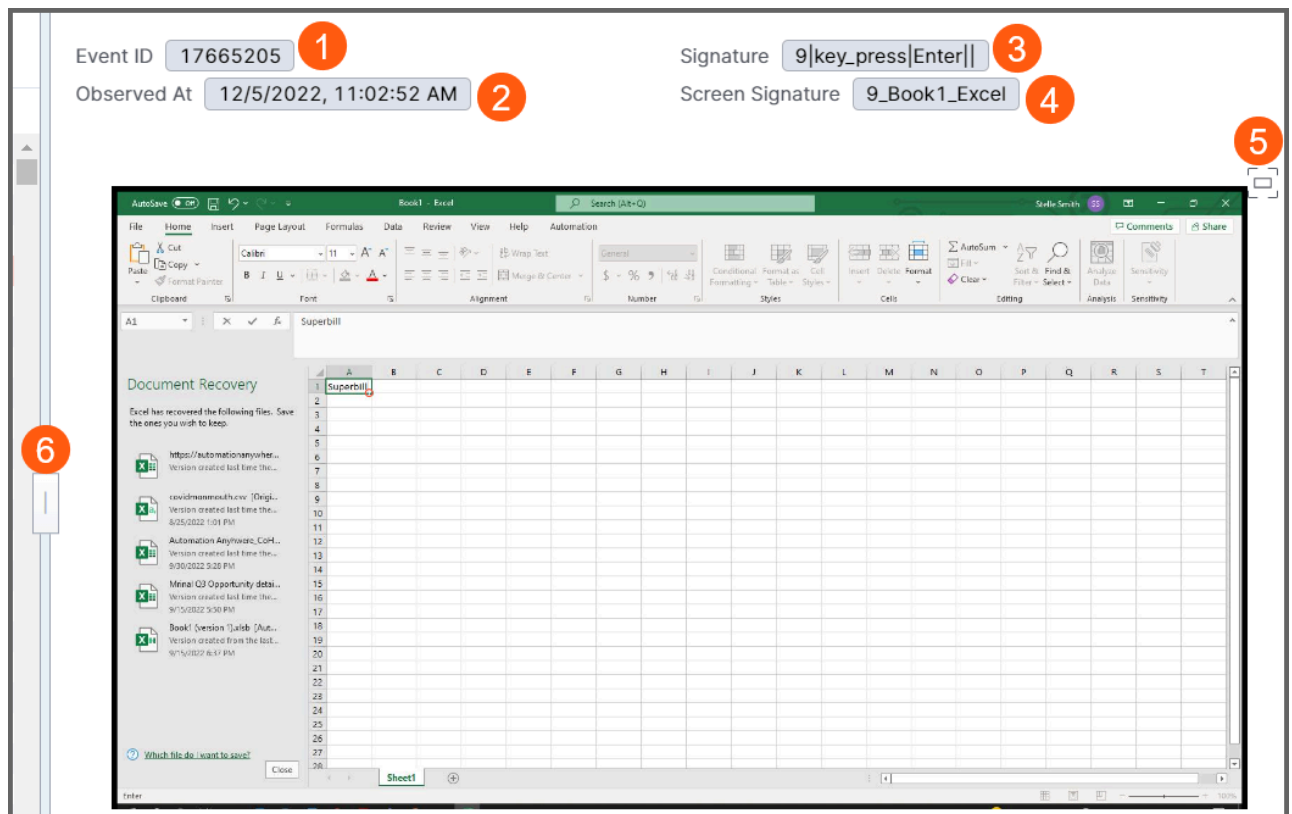 Event ID 17665205 1 Signature 9|key_press|Enter|| 3
Observed At 12/5/2022, 11:02:52 AM 2 Screen Signature 9_Book1_Excel 4
5
AutoSave Off Book1 - Excel Search (Alt+Q) Stelle Smith SS
File Home Insert Page Layout Formulas Data Review View Help Automation Comments Share
Cut Calibri 11 A A Wrap Text General AutoSum
Copy Fill
Paste Format Painter B I U A Merge & Center $ % Conditional Format as Cell Insert Delete Format Clear Sort & Find & Analyze Sensitivity
Formatting Table Styles Filter Select Data
Clipboard Font Alignment Number Styles Cells Editing Analysis Sensitivity
A1 fx Superbill
A B C D E F G H I J K L M N O P Q R S T
Document Recovery
1 Superbill
2
Excel has recovered the following files. Save
3
the ones you wish to keep.
4
5
6
https://automationanywher...
6
Version created last time the...
7
8
covidmonmouth.csv [Origi...
9
Version created last time the...
10
8/25/2022 1:01 PM
11
Automation Anywhere_CoH...
12
Version created last time the...
13
9/30/2022 5:28 PM
14
Mrinal Q3 Opportunity detai...
15
Version created last time the...
16
9/15/2022 5:50 PM
17
Book1 (version 1).xlsb [Aut...
18
Version created from the last...
19
9/15/2022 6:37 PM
20
21
22
23
24
25
26
Which file do I want to save?
27
Close
28
Sheet1
Enter 100%